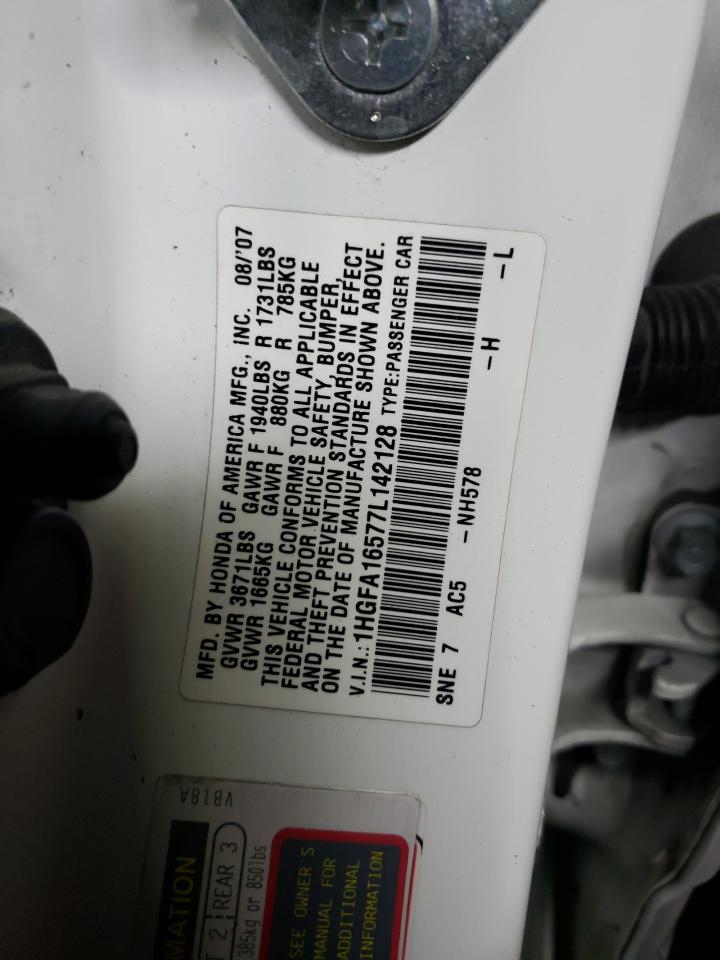 MFD. BY HONDA OF AMERICA MFG., INC. 08/'07
GVWR 3671LBS GAWR F 1940LBS R 1731LBS
GVWR 1665KG GAWR F 880KG R 785KG
THIS VEHICLE CONFORMS TO ALL APPLICABLE
FEDERAL MOTOR VEHICLE SAFETY, BUMPER,
AND THEFT PREVENTION STANDARDS IN EFFECT
ON THE DATE OF MANUFACTURE SHOWN ABOVE.
V.I.N.: 1HGFA16577L142128 TYPE:PASSENGER CAR
SNE 7 AC5 -NH578 -H -L
VB18A
MATION
2 REAR 3
385kg or 850lbs
SEE OWNER'S
MANUAL FOR
ADDITIONAL
INFORMATION